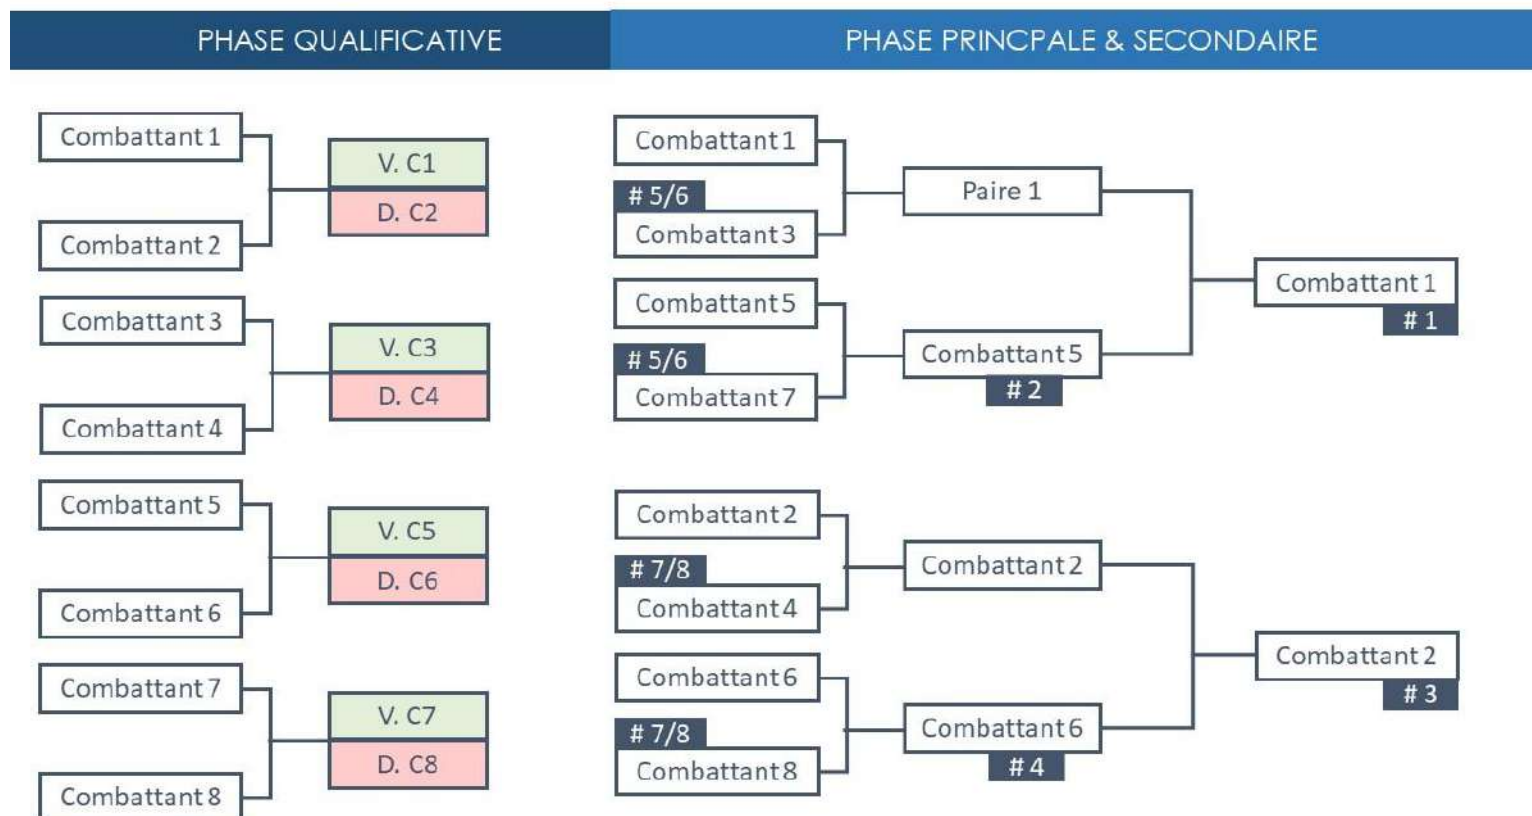 PHASE QUALIFICATIVE
PHASE PRINCPALE & SECONDAIRE
Combattant 1
V. C1
D. C2
Combattant 2
Combattant 3
V. C3
D. C4
Combattant 4
Combattant 5
V. C5
D. C6
Combattant 6
Combattant 7
V. C7
D. C8
Combattant 8
Combattant 1
# 5/6
Combattant 3
Paire 1
Combattant 5
# 5/6
Combattant 7
Combattant 5
# 2
Combattant 1
# 1
Combattant 2
# 7/8
Combattant 4
Combattant 2
Combattant 6
# 7/8
Combattant 8
Combattant 6
# 4
Combattant 2
# 3